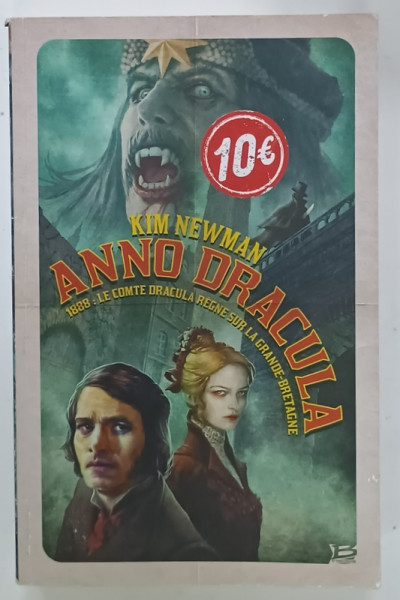 10€
KIM NEWMAN
ANNO DRACULA
1888 : LE COMTE DRACULA RÈGNE SUR LA GRANDE-BRETAGNE
B